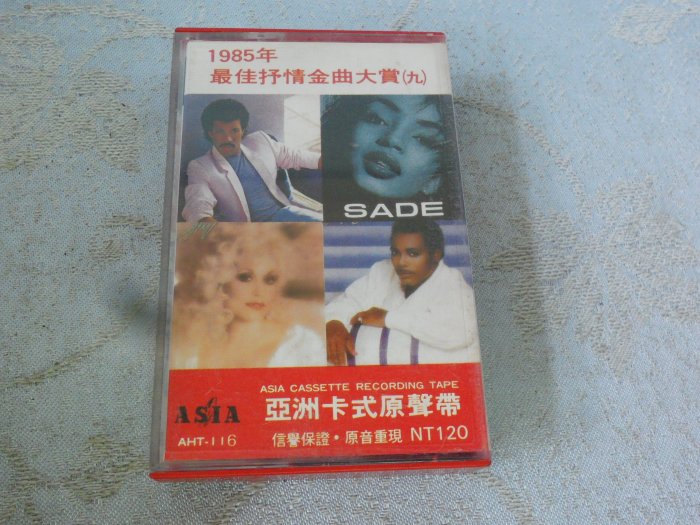 1985年
最佳抒情金曲大賞(九)
SADE
ASIA CASSETTE RECORDING TAPE
ASIA 亞洲卡式原聲帶
AHT-116 信譽保證・原音重現 NT120